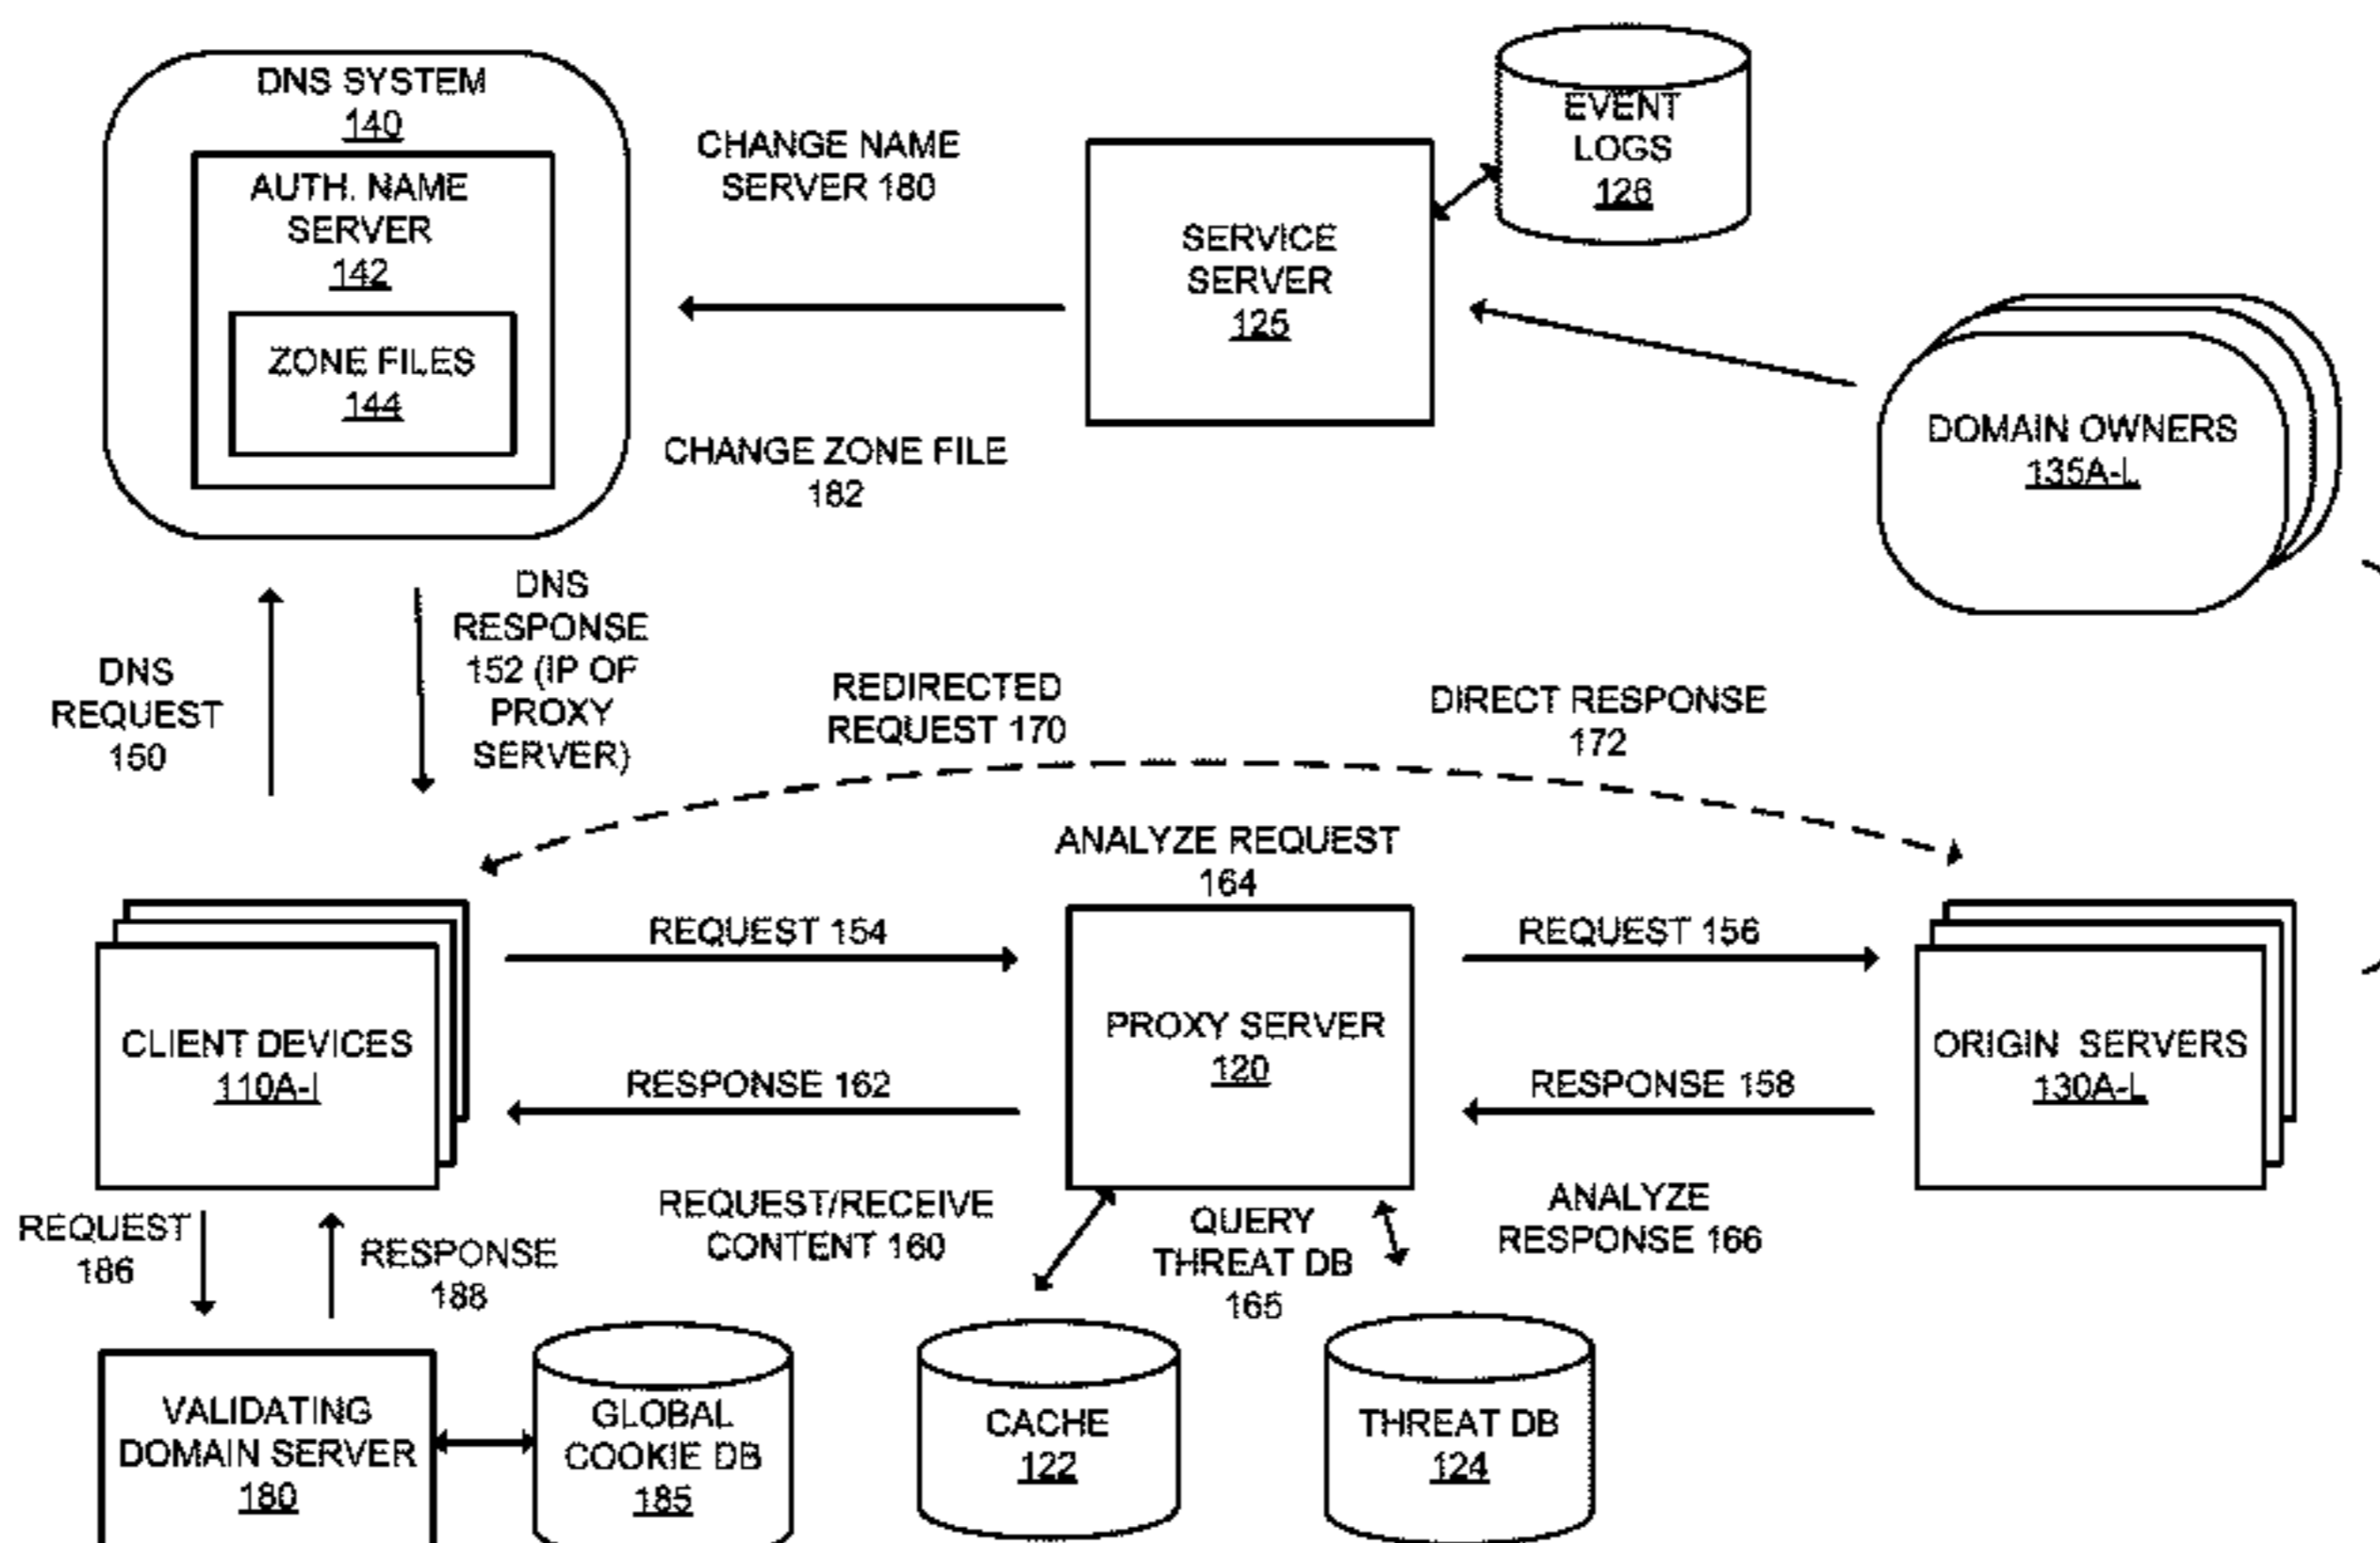 DNS SYSTEM
140
AUTH. NAME
SERVER
142
ZONE FILES
144
CHANGE NAME
SERVER 180
CHANGE ZONE FILE
182
SERVICE
SERVER
125
EVENT
LOGS
126
DOMAIN OWNERS
135A-L
DNS
REQUEST
150
DNS
RESPONSE
152 (IP OF
PROXY
SERVER)
REDIRECTED
REQUEST 170
DIRECT RESPONSE
172
ANALYZE REQUEST
164
CLIENT DEVICES
110A-I
REQUEST 154
RESPONSE 162
PROXY SERVER
120
REQUEST 156
RESPONSE 158
ORIGIN SERVERS
130A-L
REQUEST
186
RESPONSE
188
REQUEST/RECEIVE
CONTENT 160
QUERY
THREAT DB
165
ANALYZE
RESPONSE 166
VALIDATING
DOMAIN SERVER
180
GLOBAL
COOKIE DB
185
CACHE
122
THREAT DB
124